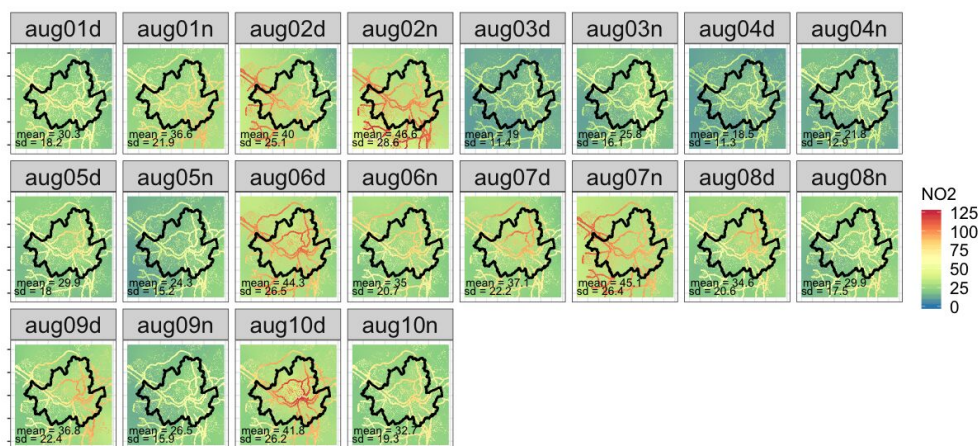 aug01d aug01n aug02d aug02n aug03d aug03n aug04d aug04n
mean = 30.3 mean = 36.6 mean = 40 mean = 46.6 mean = 19 mean = 25.8 mean = 18.5 mean = 21.8
sd = 18.2 sd = 21.9 sd = 25.1 sd = 28.6 sd = 11.4 sd = 16.1 sd = 11.3 sd = 12.9
aug05d aug05n aug06d aug06n aug07d aug07n aug08d aug08n
mean = 29.9 mean = 24.3 mean = 44.3 mean = 35 mean = 37.1 mean = 45.1 mean = 34.6 mean = 29.9
sd = 18 sd = 15.2 sd = 26.5 sd = 20.7 sd = 22.2 sd = 26.4 sd = 20.6 sd = 17.5
aug09d aug09n aug10d aug10n
mean = 36.8 mean = 26.5 mean = 41.8 mean = 32.7
sd = 22.4 sd = 15.9 sd = 26.2 sd = 19.3
NO2
125
100
75
50
25
0